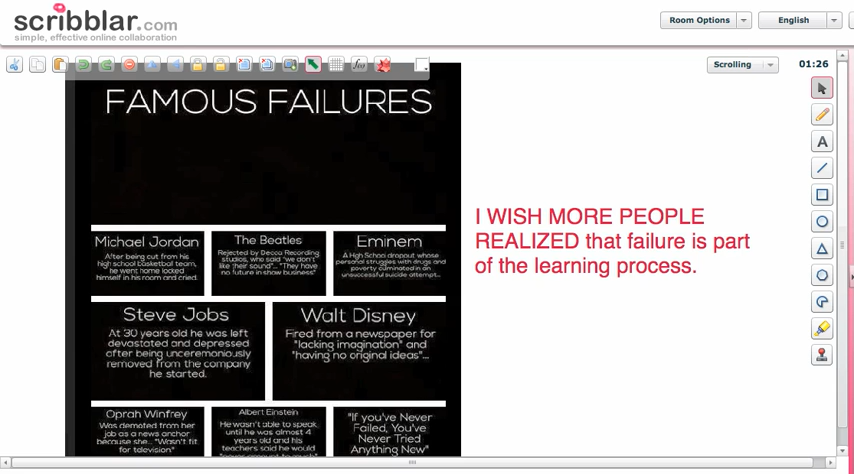 scribblar.com
simple, effective online collaboration
Room Options
English
Scrolling
01:26
FAMOUS FAILURES
I WISH MORE PEOPLE
REALIZED that failure is part
of the learning process.
Michael Jordan
After being cut from his
high school basketball team,
he went home locked
himself in his room and cried.
The Beatles
Rejected by Decca Recording
studios, who said "we don't
like their sound"... "They have
no future in show business"
Eminem
A High School dropout whose
personal struggles with drugs and
poverty culminated in an
unsuccessful suicide attempt...
Steve Jobs
At 30 years old he was left
devastated and depressed
after being unceremoniously
removed from the company
he started.
Walt Disney
Fired from a newspaper for
"lacking imagination" and
"having no original ideas"...
Oprah Winfrey
Was demoted from her
job as a news anchor
because she... "Wasn't fit
for television"
Albert Einstein
He wasn't able to speak
until he was almost 4
years old and his
teachers said he would
"If you've Never
Failed, You've
Never Tried
Anything New"
A